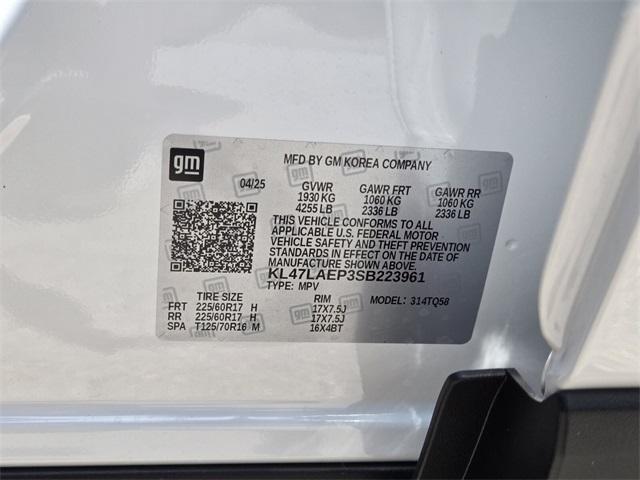 gm
MFD BY GM KOREA COMPANY
04/25 GVWR GAWR FRT GAWR RR
1930 KG 1060 KG 1060 KG
4255 LB 2336 LB 2336 LB
THIS VEHICLE CONFORMS TO ALL
APPLICABLE U.S. FEDERAL MOTOR
VEHICLE SAFETY AND THEFT PREVENTION
STANDARDS IN EFFECT ON THE DATE OF
MANUFACTURE SHOWN ABOVE.
KL47LAEP3SB223961
TYPE: MPV
TIRE SIZE RIM MODEL: 314TQ58
FRT 225/60R17 H 17X7.5J
RR 225/60R17 H 17X7.5J
SPA T125/70R16 M 16X4BT